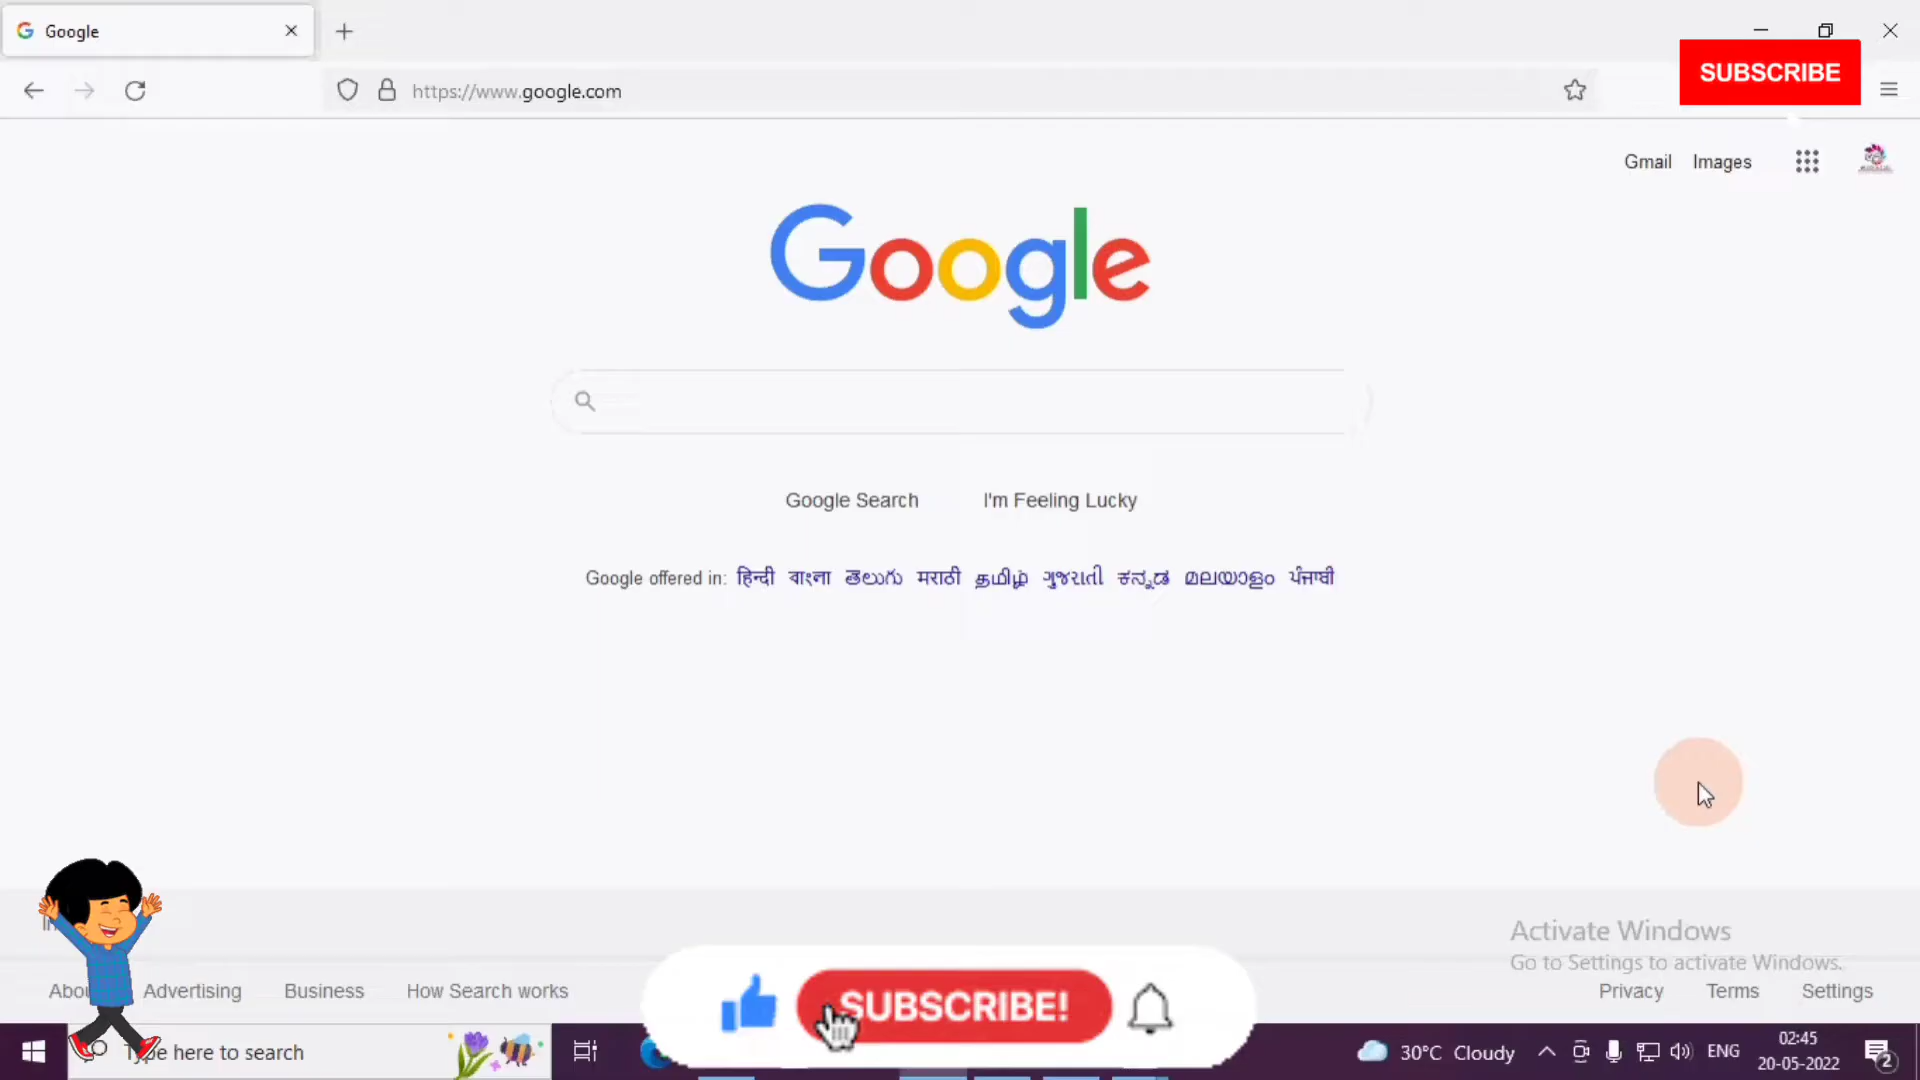 Google
SUBSCRIBE
https://www.google.com
Gmail Images
Google
Google Search I'm Feeling Lucky
Google offered in: हिन्दी বাংলা తెలుగు मराठी தமிழ் ગુજરાતી ಕನ್ನಡ മലയാളം ਪੰਜਾਬੀ
Activate Windows
Go to Settings to activate Windows.
Advertising Business How Search works
Privacy Terms Settings
SUBSCRIBE!
Type here to search
30°C Cloudy
ENG
02:45
20-05-2022
2